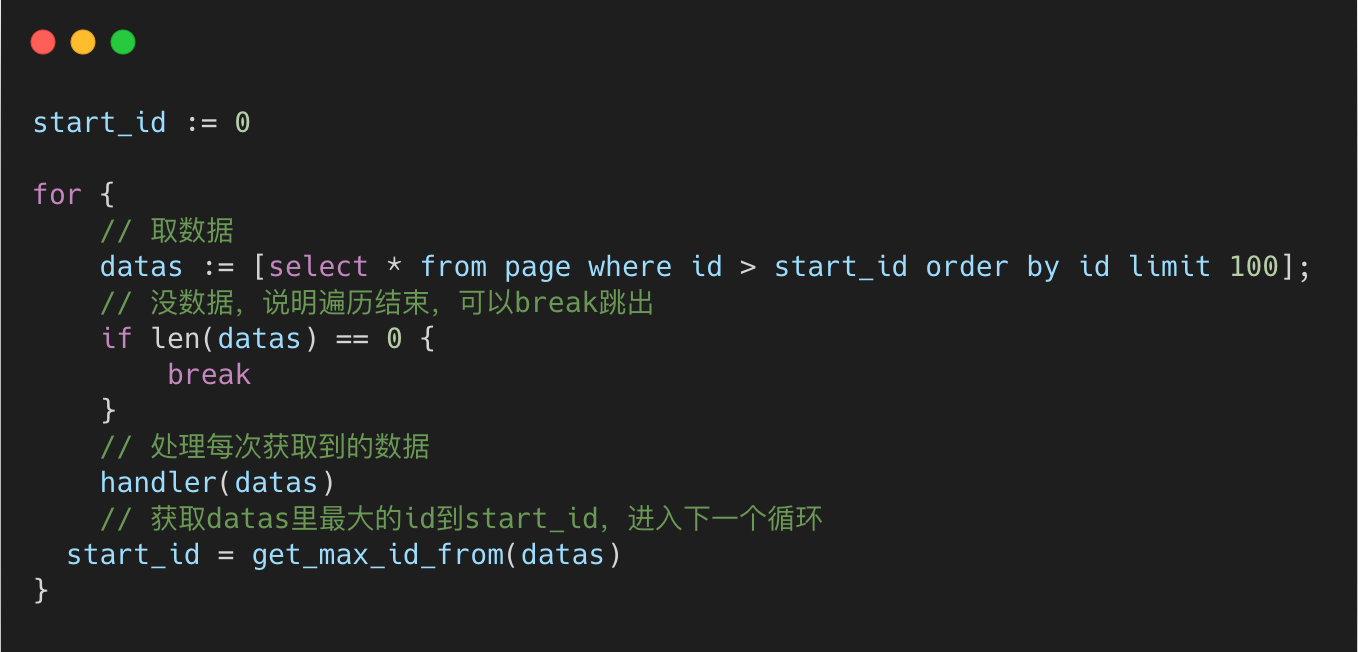 start_id := 0
for {
// 取数据
datas := [select * from page where id > start_id order by id limit 100];
// 没数据，说明遍历结束，可以break跳出
if len(datas) == 0 {
break
}
// 处理每次获取到的数据
handler(datas)
// 获取datas里最大的id到start_id，进入下一个循环
start_id = get_max_id_from(datas)
}